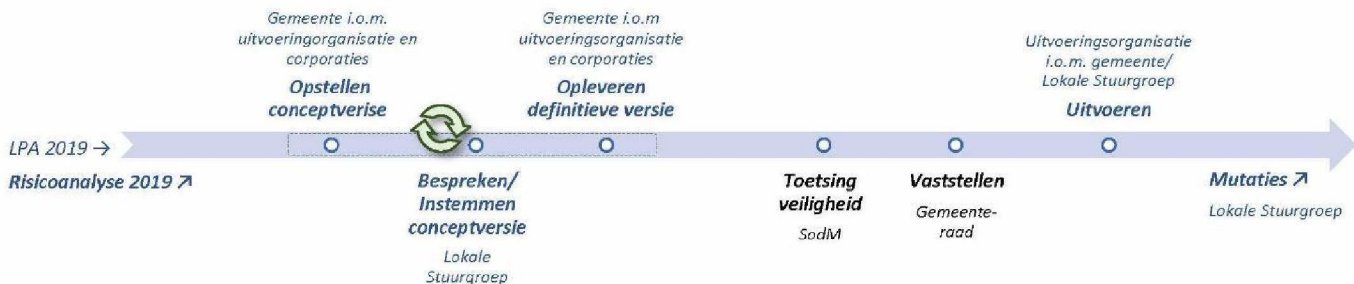 Gemeente i.o.m.
uitvoeringorganisatie en
corporaties
Opstellen
conceptverise
Gemeente i.o.m
uitvoeringsorganisatie
en corporaties
Opleveren
definitieve versie
Uitvoeringsorganisatie
i.o.m. gemeente/
Lokale Stuurgroep
Uitvoeren
LPA 2019 →
Risicoanalyse 2019 ↗
Bespreken/
Instemmen
conceptversie
Lokale
Stuurgroep
Toetsing
veiligheid
SodM
Vaststellen
Gemeente-
raad
Mutaties ↗
Lokale Stuurgroep